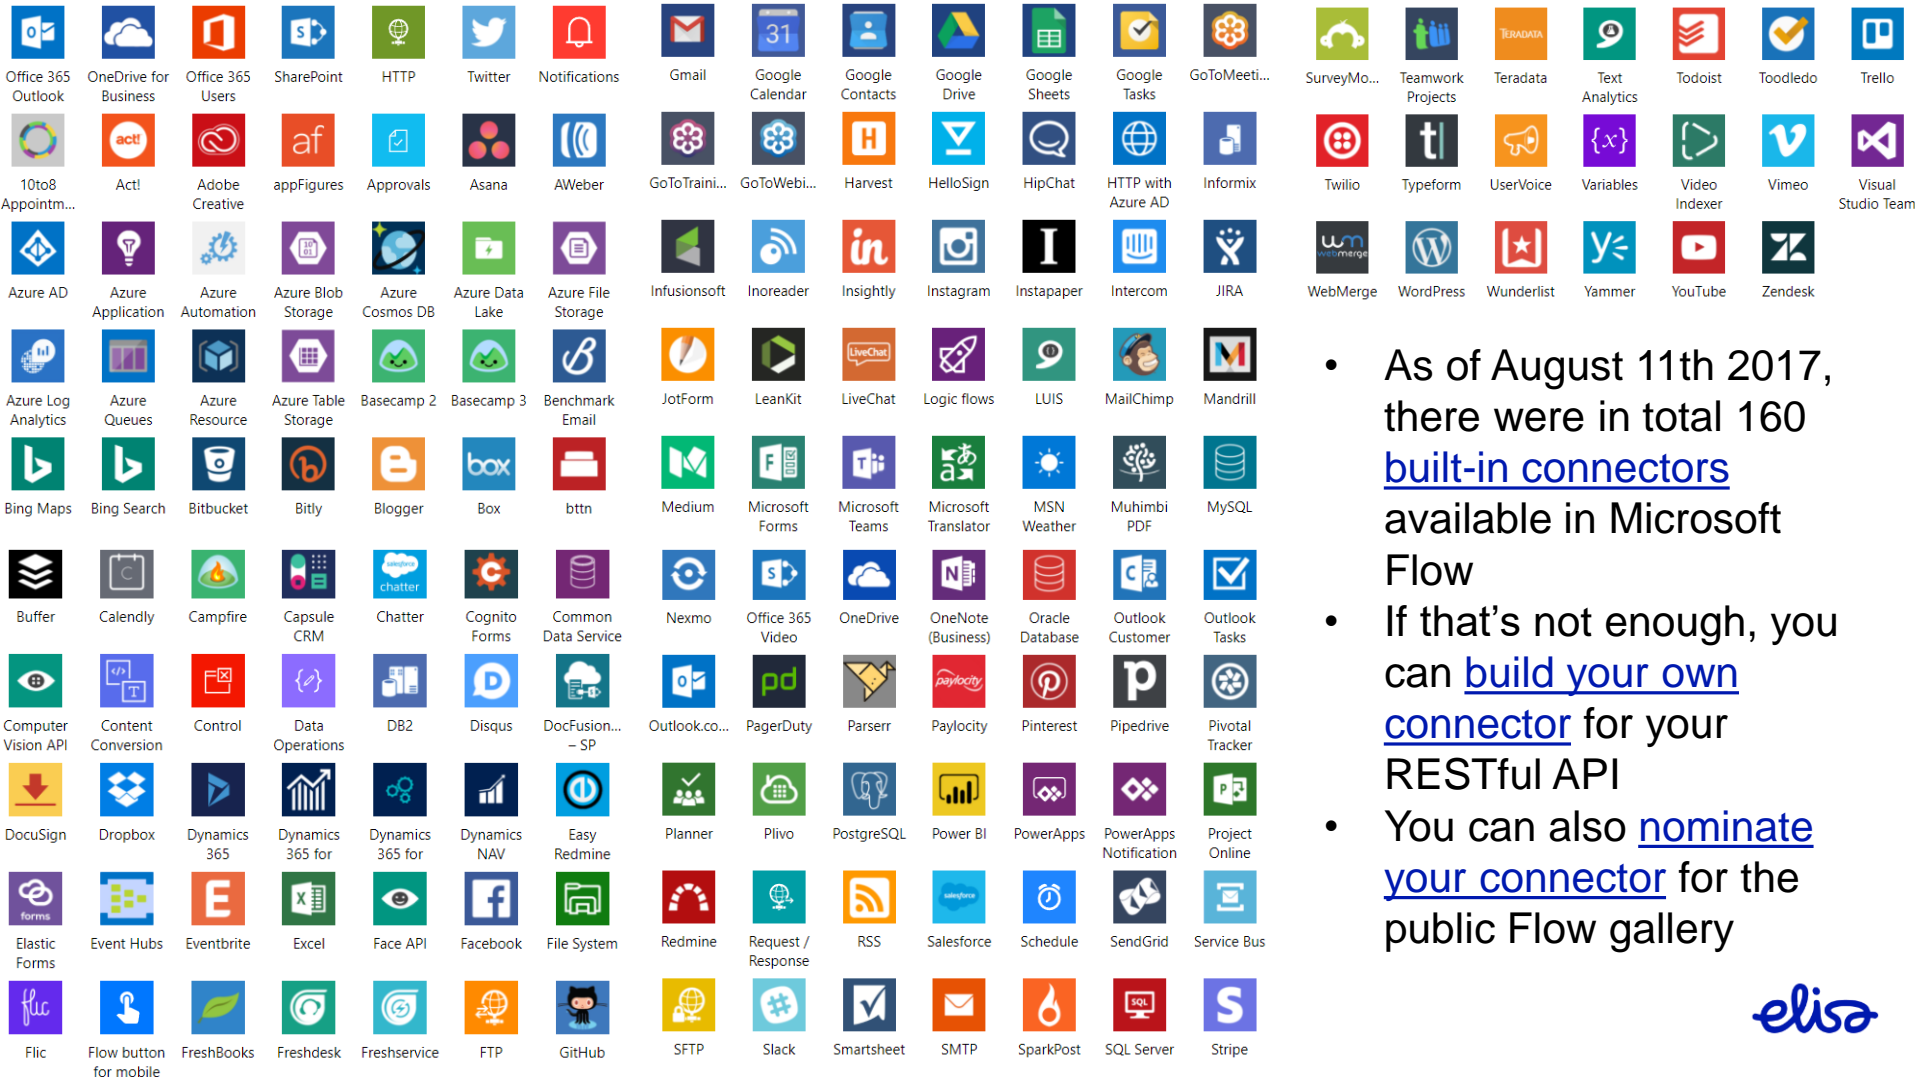 Office 365 Outlook
OneDrive for Business
Office 365 Users
SharePoint
HTTP
Twitter
Notifications
10to8 Appointm...
Act!
Adobe Creative
appFigures
Approvals
Asana
AWeber
Azure AD
Azure Application
Azure Automation
Azure Blob Storage
Azure Cosmos DB
Azure Data Lake
Azure File Storage
Azure Log Analytics
Azure Queues
Azure Resource
Azure Table Storage
Basecamp 2
Basecamp 3
Benchmark Email
Bing Maps
Bing Search
Bitbucket
Bitly
Blogger
Box
bttn
Buffer
Calendly
Campfire
Capsule CRM
Chatter
Cognito Forms
Common Data Service
Computer Vision API
Content Conversion
Control
Data Operations
DB2
Disqus
DocFusion... – SP
DocuSign
Dropbox
Dynamics 365
Dynamics 365 for
Dynamics 365 for
Dynamics NAV
Easy Redmine
Elastic Forms
Event Hubs
Eventbrite
Excel
Face API
Facebook
File System
Flic
Flow button for mobile
FreshBooks
Freshdesk
Freshservice
FTP
GitHub
Gmail
Google Calendar
Google Contacts
Google Drive
Google Sheets
Google Tasks
GoToMeeti...
GoToTraini...
GoToWebi...
Harvest
HelloSign
HipChat
HTTP with Azure AD
Informix
Infusionsoft
Inoreader
Insightly
Instagram
Instapaper
Intercom
JIRA
JotForm
LeanKit
LiveChat
Logic flows
LUIS
MailChimp
Mandrill
Medium
Microsoft Forms
Microsoft Teams
Microsoft Translator
MSN Weather
Muhimbi PDF
MySQL
Nexmo
Office 365 Video
OneDrive
OneNote (Business)
Oracle Database
Outlook Customer
Outlook Tasks
Outlook.co...
PagerDuty
Parserr
Paylocity
Pinterest
Pipedrive
Pivotal Tracker
Planner
Plivo
PostgreSQL
Power BI
PowerApps
PowerApps Notification
Project Online
Redmine
Request / Response
RSS
Salesforce
Schedule
SendGrid
Service Bus
SFTP
Slack
Smartsheet
SMTP
SparkPost
SQL Server
Stripe
SurveyMo...
Teamwork Projects
Teradata
Text Analytics
Todoist
Toodledo
Trello
Twilio
Typeform
UserVoice
Variables
Video Indexer
Vimeo
Visual Studio Team
WebMerge
WordPress
Wunderlist
Yammer
YouTube
Zendesk
• As of August 11th 2017,
there were in total 160
built-in connectors
available in Microsoft
Flow
• If that’s not enough, you
can build your own
connector for your
RESTful API
• You can also nominate
your connector for the
public Flow gallery
elisa